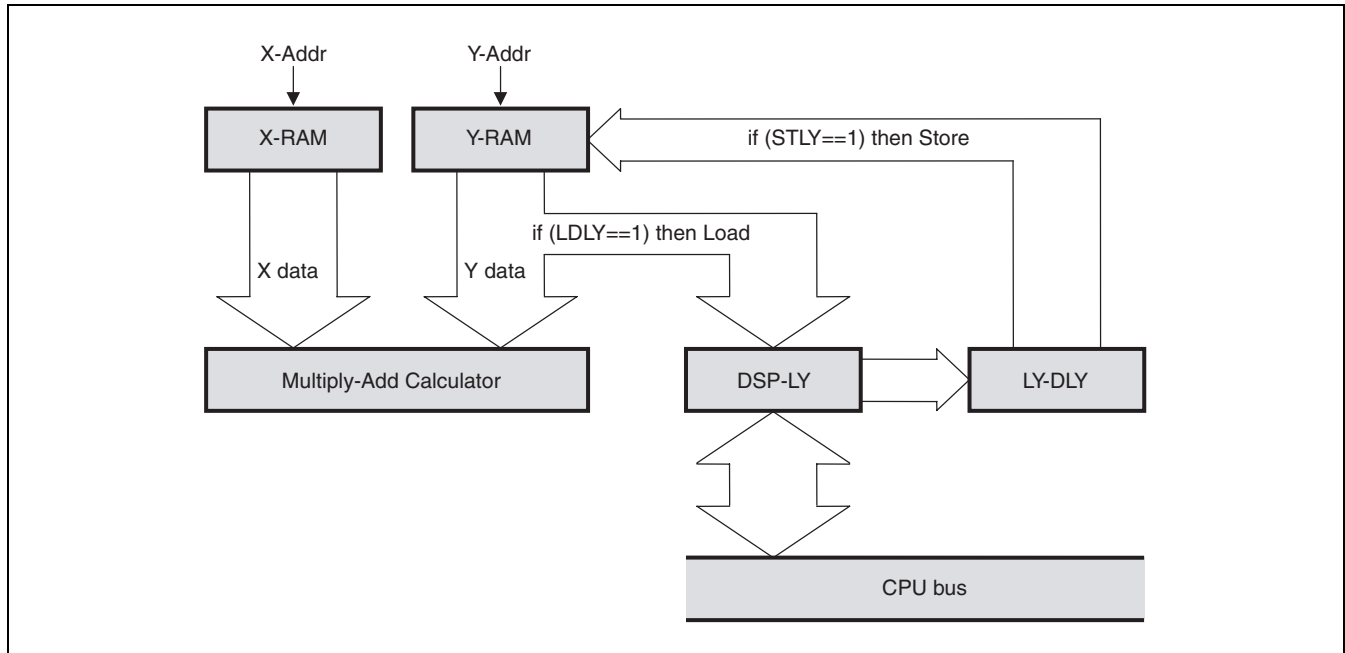 X-Addr
Y-Addr
X-RAM
Y-RAM
if (STLY==1) then Store
if (LDLY==1) then Load
X data
Y data
Multiply-Add Calculator
DSP-LY
LY-DLY
CPU bus